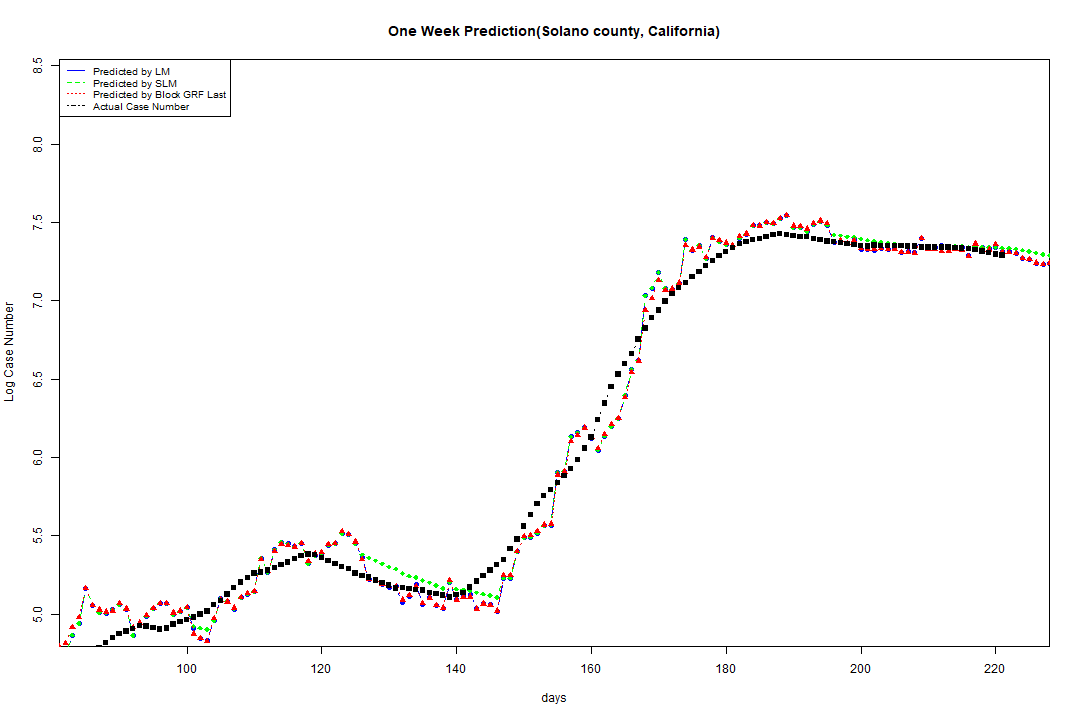 One Week Prediction(Solano county, California)
Predicted by LM
Predicted by SLM
Predicted by Block GRF Last
Actual Case Number
8.5
8.0
7.5
7.0
6.5
6.0
5.5
5.0
Log Case Number
100 120 140 160 180 200 220
days